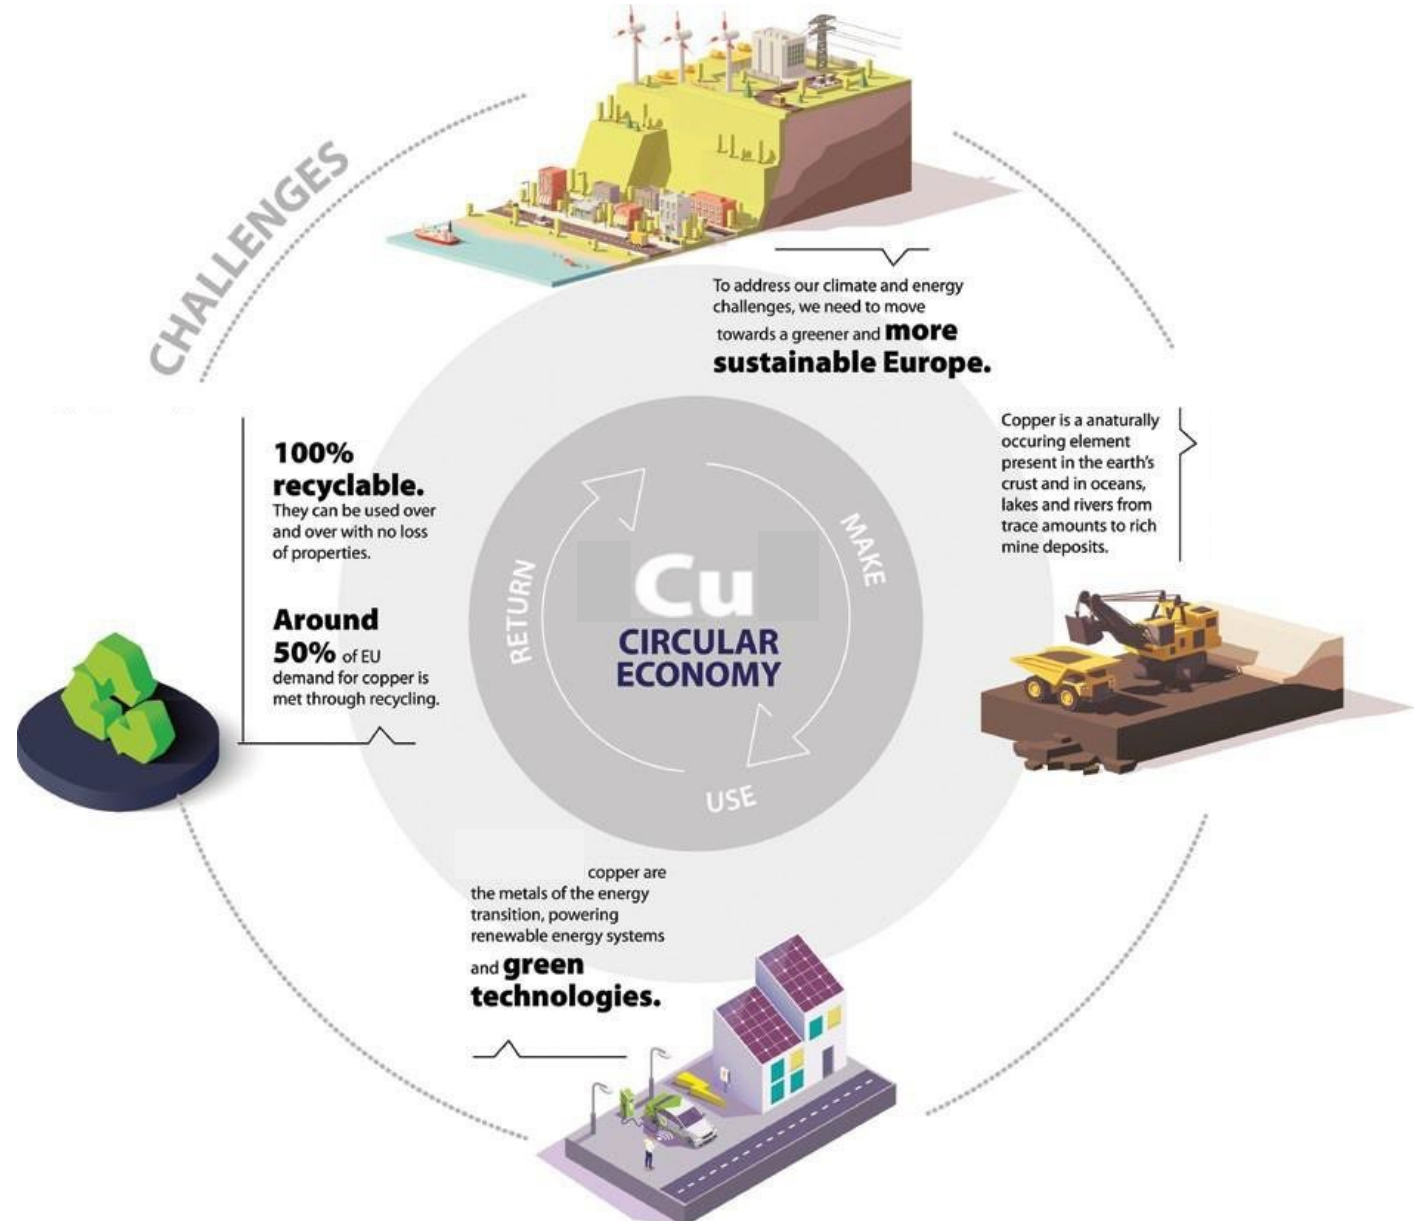 CHALLENGES
To address our climate and energy
challenges, we need to move
towards a greener and more
sustainable Europe.
Copper is a anaturally
occuring element
present in the earth's
crust and in oceans,
lakes and rivers from
trace amounts to rich
mine deposits.
100%
recyclable.
They can be used over
and over with no loss
of properties.
Around
50% of EU
demand for copper is
met through recycling.
RETURN
MAKE
USE
Cu
CIRCULAR
ECONOMY
copper are
the metals of the energy
transition, powering
renewable energy systems
and green
technologies.